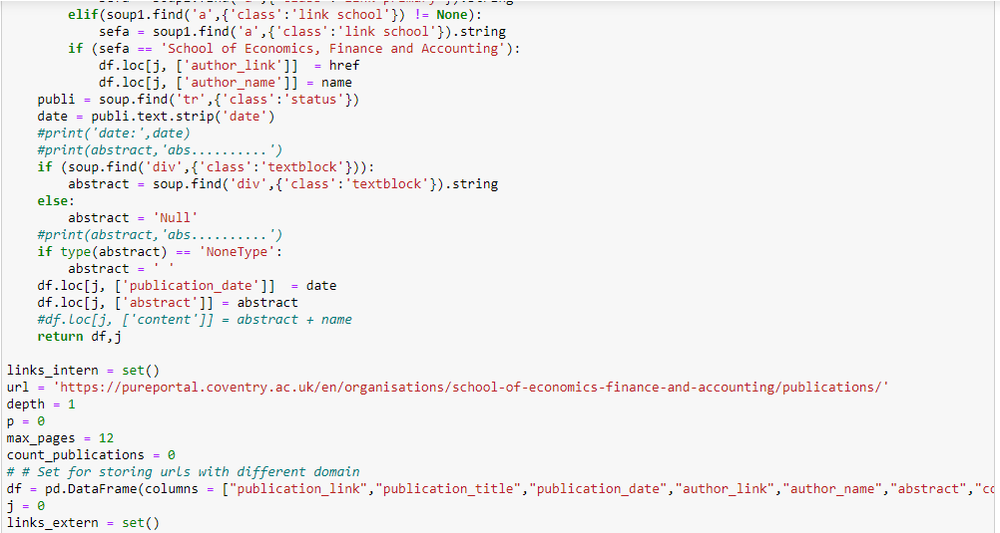 elif(soup1.find('a',{'class':'link school'}) != None):
sefa = soup1.find('a',{'class':'link school'}).string
if (sefa == 'School of Economics, Finance and Accounting'):
df.loc[j, ['author_link']]  = href
df.loc[j, ['author_name']] = name
publi = soup.find('tr',{'class':'status'})
date = publi.text.strip('date')
#print('date:',date)
#print(abstract,'abs..........')
if (soup.find('div',{'class':'textblock'})):
abstract = soup.find('div',{'class':'textblock'}).string
else:
abstract = 'Null'
#print(abstract,'abs..........')
if type(abstract) == 'NoneType':
abstract = ' '
df.loc[j, ['publication_date']]  = date
df.loc[j, ['abstract']] = abstract
#df.loc[j, ['content']] = abstract + name
return df,j
links_intern = set()
url = 'https://pureportal.coventry.ac.uk/en/organisations/school-of-economics-finance-and-accounting/publications/'
depth = 1
p = 0
max_pages = 12
count_publications = 0
# # Set for storing urls with different domain
df = pd.DataFrame(columns = ["publication_link","publication_title","publication_date","author_link","author_name","abstract","co
j = 0
links_extern = set()